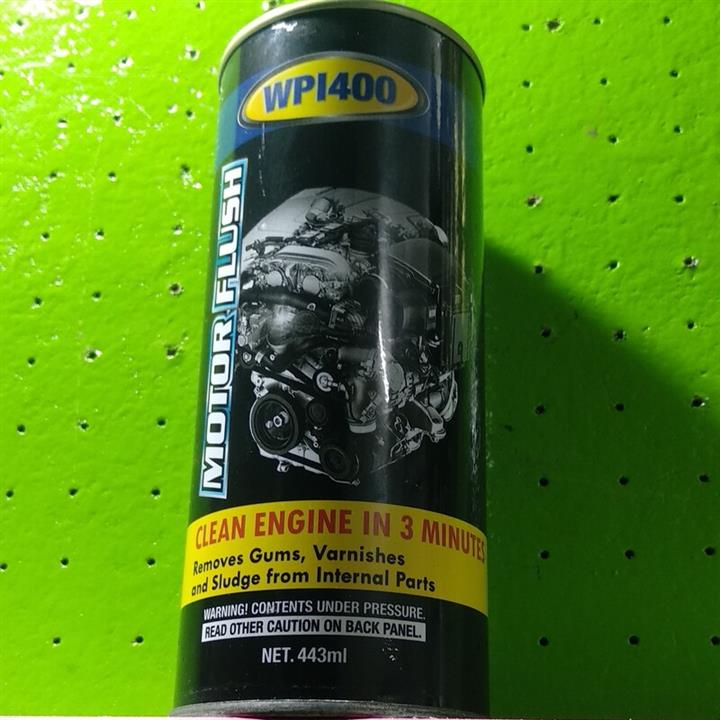 WPI400
MOTOR FLUSH
CLEAN ENGINE IN 3 MINUTES
Removes Gums, Varnishes
and Sludge from Internal Parts
WARNING! CONTENTS UNDER PRESSURE.
READ OTHER CAUTION ON BACK PANEL.
NET. 443ml